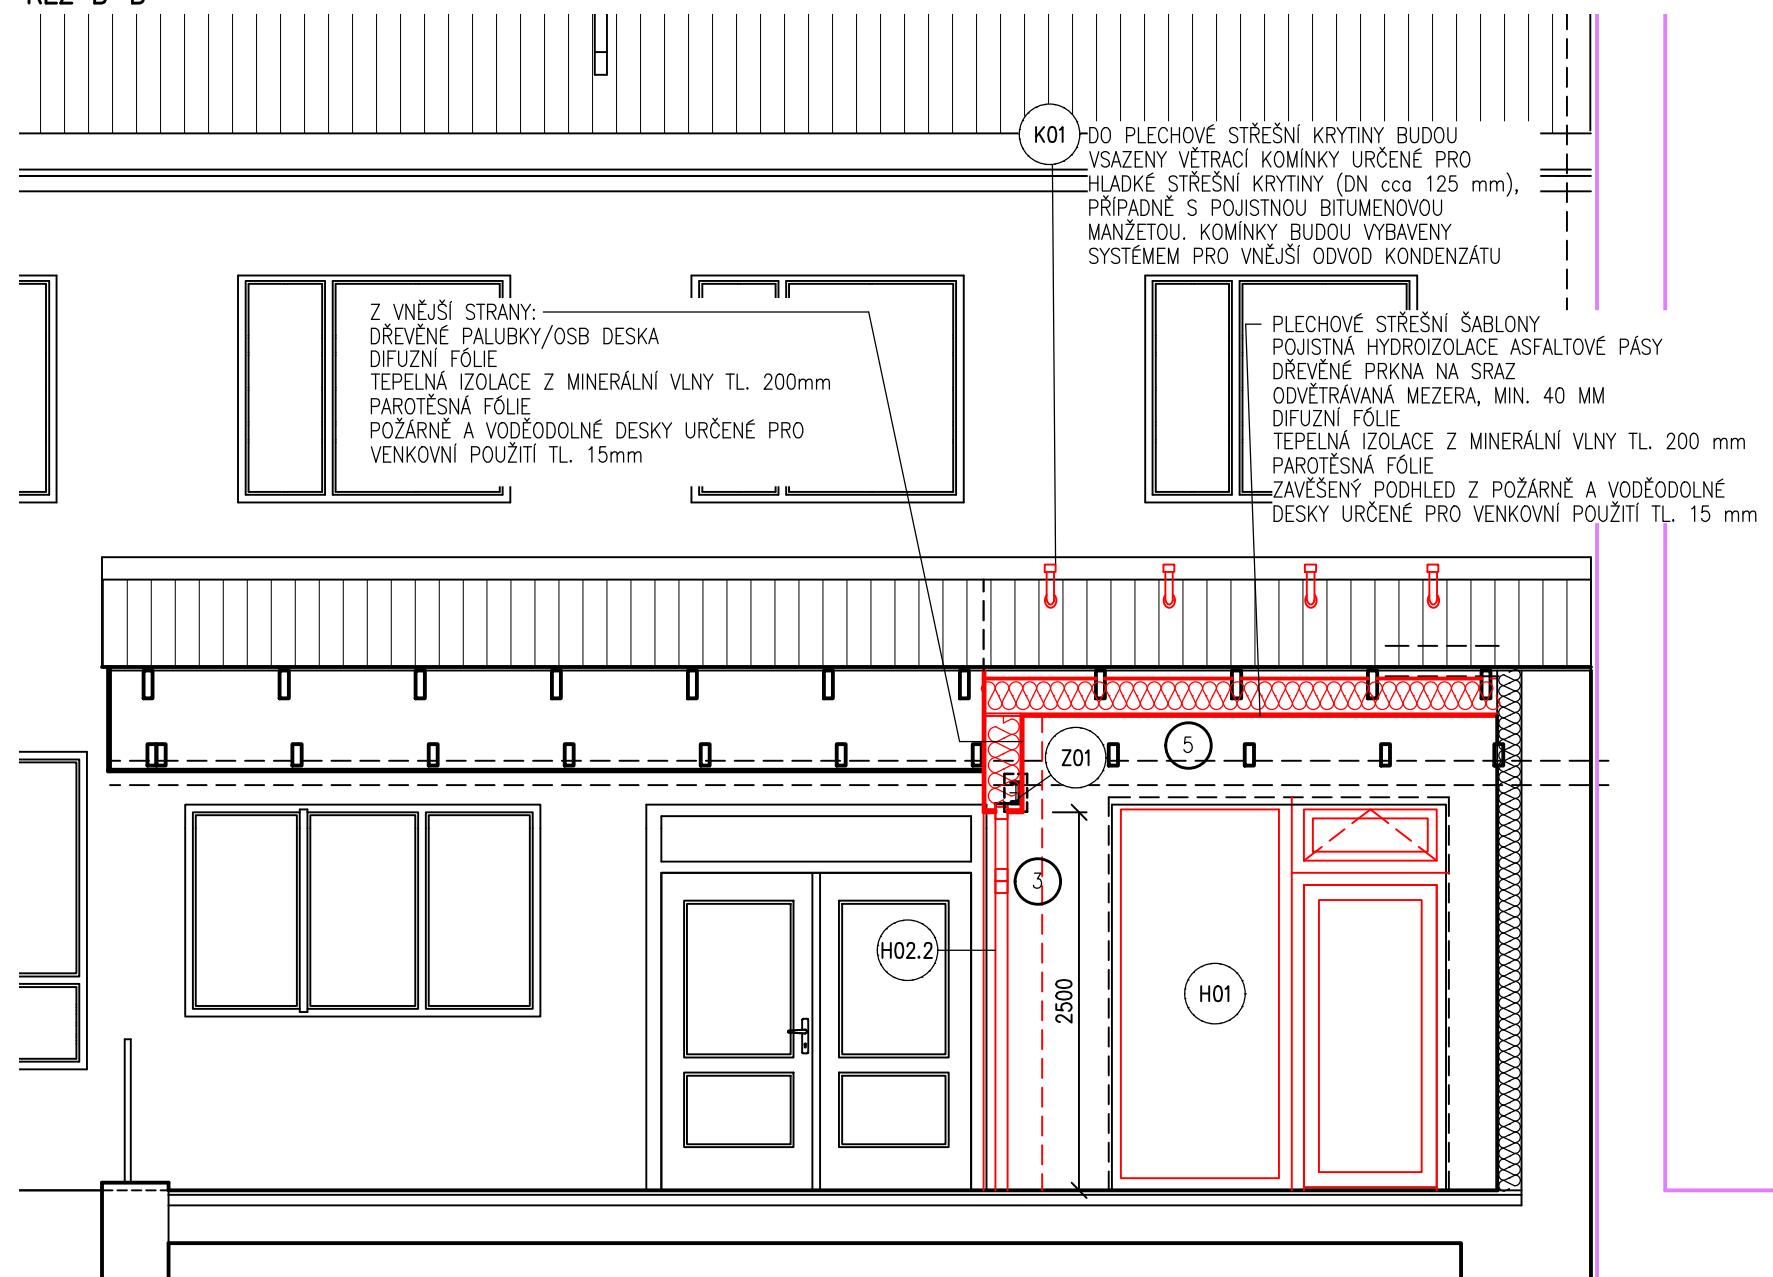 K01
DO PLECHOVÉ STŘEŠNÍ KRYTINY BUDOU
VSAZENY VĚTRACÍ KOMÍNKY URČENÉ PRO
HLADKÉ STŘEŠNÍ KRYTINY (DN cca 125 mm),
PŘÍPADNĚ S POJISTNOU BITUMENOVOU
MANŽETOU. KOMÍNKY BUDOU VYBAVENY
SYSTÉMEM PRO VNĚJŠÍ ODVOD KONDENZÁTU
Z VNĚJŠÍ STRANY:
DŘEVĚNÉ PALUBKY/OSB DESKA
DIFUZNÍ FÓLIE
TEPELNÁ IZOLACE Z MINERÁLNÍ VLNY TL. 200mm
PAROTĚSNÁ FÓLIE
POŽÁRNĚ A VODĚODOLNÉ DESKY URČENÉ PRO
VENKOVNÍ POUŽITÍ TL. 15mm
PLECHOVÉ STŘEŠNÍ ŠABLONY
POJISTNÁ HYDROIZOLACE ASFALTOVÉ PÁSY
DŘEVĚNÉ PRKNA NA SRAZ
ODVĚTRÁVANÁ MEZERA, MIN. 40 MM
DIFUZNÍ FÓLIE
TEPELNÁ IZOLACE Z MINERÁLNÍ VLNY TL. 200 mm
PAROTĚSNÁ FÓLIE
ZAVĚŠENÝ PODHLED Z POŽÁRNĚ A VODĚODOLNÉ
DESKY URČENÉ PRO VENKOVNÍ POUŽITÍ TL. 15 mm
5
Z01
3
H02.2
H01
2500